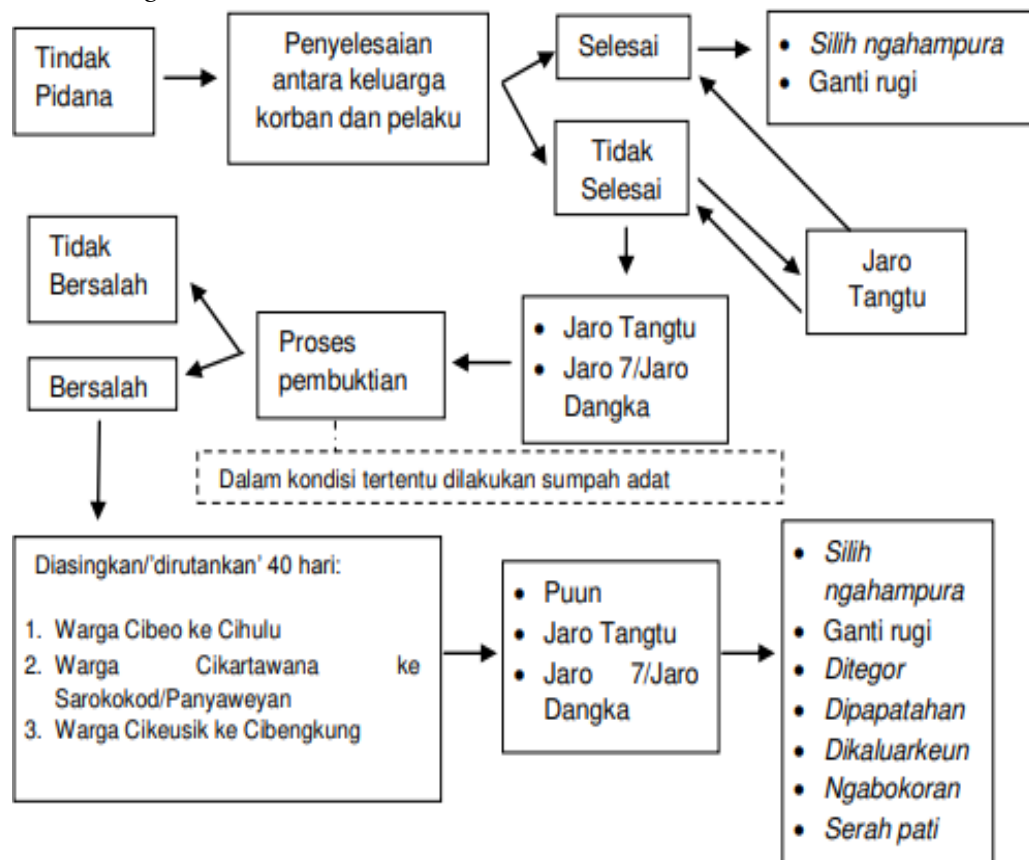 Tindak
Pidana
Penyelesaian
antara keluarga
korban dan pelaku
Selesai
• Silih ngahampura
• Ganti rugi
Tidak
Selesai
Jaro
Tangtu
Tidak
Bersalah
Bersalah
Proses
pembuktian
• Jaro Tangtu
• Jaro 7/Jaro
Dangka
Dalam kondisi tertentu dilakukan sumpah adat
Diasingkan/'dirutankan' 40 hari:
1. Warga Cibeo ke Cihulu
2. Warga Cikartawana ke
Sarokokod/Panyaweyan
3. Warga Cikeusik ke Cibengkung
• Puun
• Jaro Tangtu
• Jaro 7/Jaro
Dangka
• Silih
ngahampura
• Ganti rugi
• Ditegor
• Dipapatahan
• Dikaluarkeun
• Ngabokoran
• Serah pati